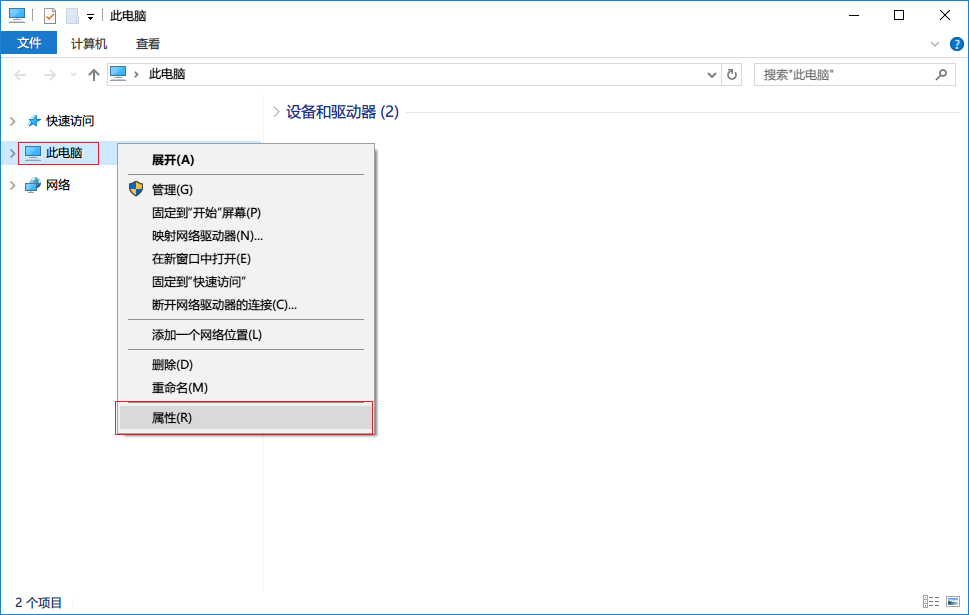 此电脑
文件 计算机 查看
此电脑
搜索"此电脑"
快速访问
此电脑
网络
设备和驱动器 (2)
展开(A)
管理(G)
固定到"开始"屏幕(P)
映射网络驱动器(N)...
在新窗口中打开(E)
固定到"快速访问"
断开网络驱动器的连接(C)...
添加一个网络位置(L)
删除(D)
重命名(M)
属性(R)
2 个项目